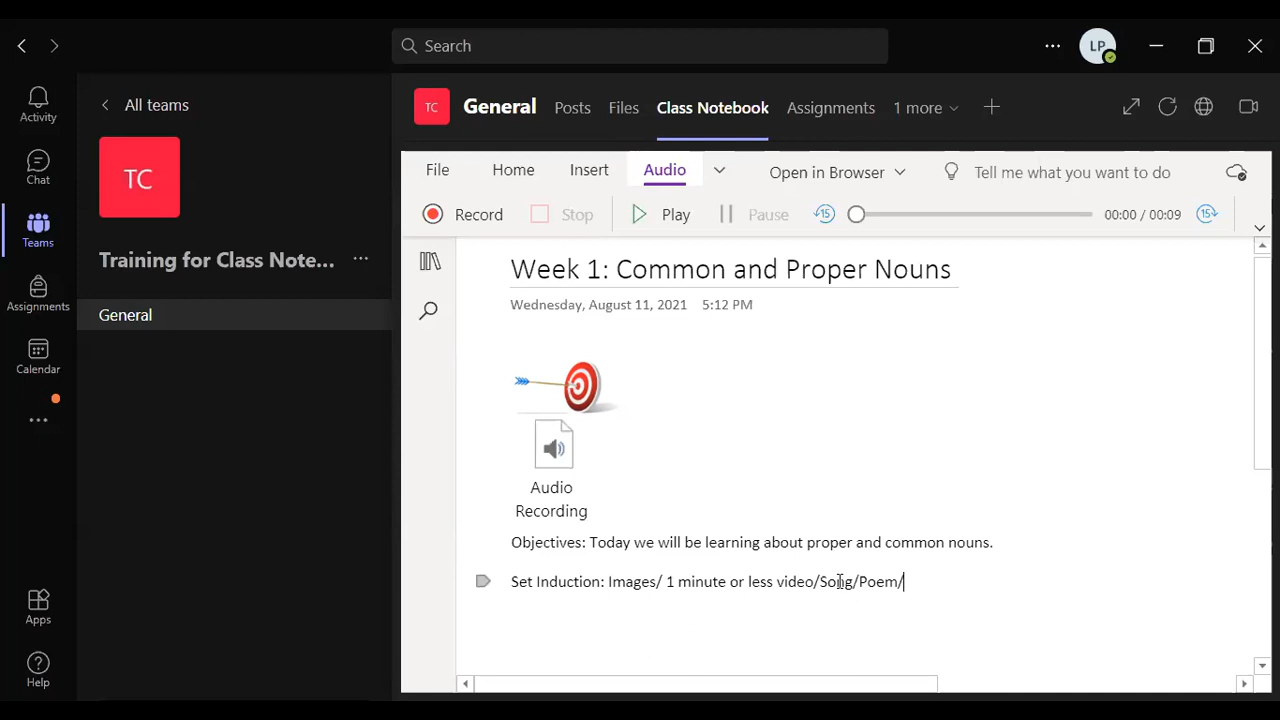 Search
LP
Activity
Chat
Teams
Assignments
Calendar
Apps
Help
All teams
TC
Training for Class Note...
General
TC
General
Posts
Files
Class Notebook
Assignments
1 more
File
Home
Insert
Audio
Open in Browser
Tell me what you want to do
Record
Stop
Play
Pause
15
00:00 / 00:09
15
Week 1: Common and Proper Nouns
Wednesday, August 11, 2021 5:12 PM
Audio
Recording
Objectives: Today we will be learning about proper and common nouns.
Set Induction: Images/ 1 minute or less video/Song/Poem/